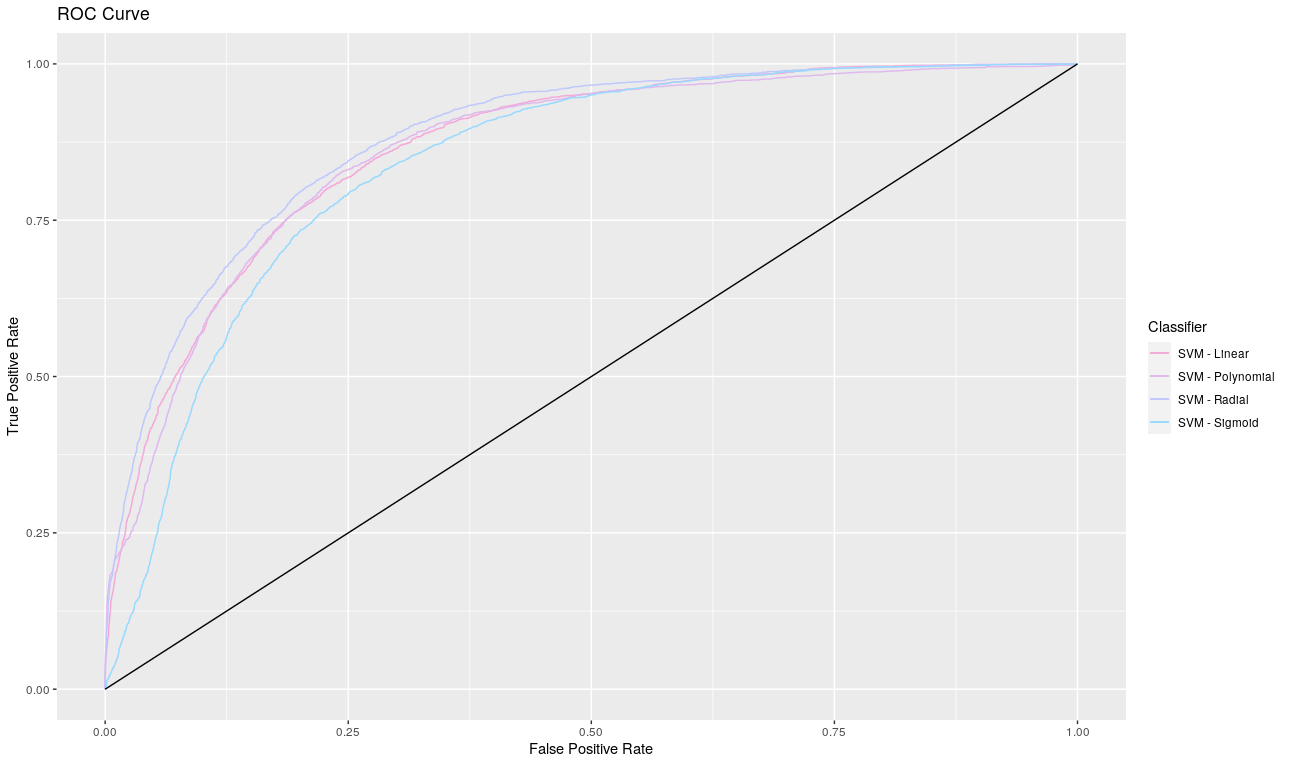 ROC Curve
True Positive Rate
1.00
0.75
0.50
0.25
0.00
0.00 0.25 0.50 0.75 1.00
False Positive Rate
Classifier
SVM - Linear
SVM - Polynomial
SVM - Radial
SVM - Sigmoid